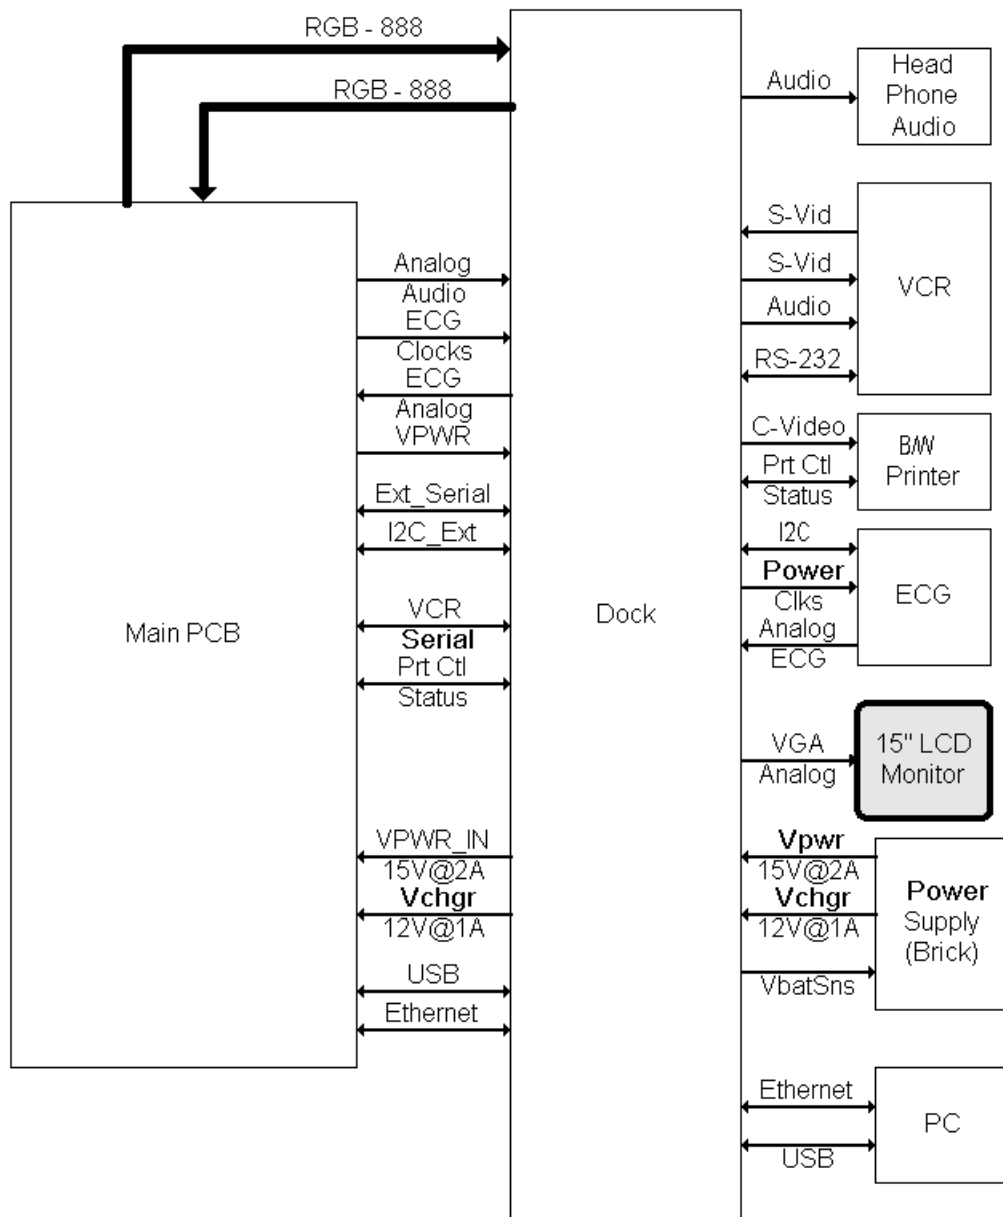 RGB - 888
RGB - 888
Main PCB
Analog
Audio
ECG
Clocks
ECG
Analog
VPWR
Ext_Serial
I2C_Ext
VCR
Serial
Prt Ctl
Status
VPWR_IN
15V@2A
Vchgr
12V@1A
USB
Ethernet
Dock
Audio
S-Vid
S-Vid
Audio
RS-232
C-Video
Prt Ctl
Status
I2C
Power
Clks
Analog
ECG
VGA
Analog
Vpwr
15V@2A
Vchgr
12V@1A
VbatSns
Ethernet
USB
Head
Phone
Audio
VCR
B/W
Printer
ECG
15" LCD
Monitor
Power
Supply
(Brick)
PC